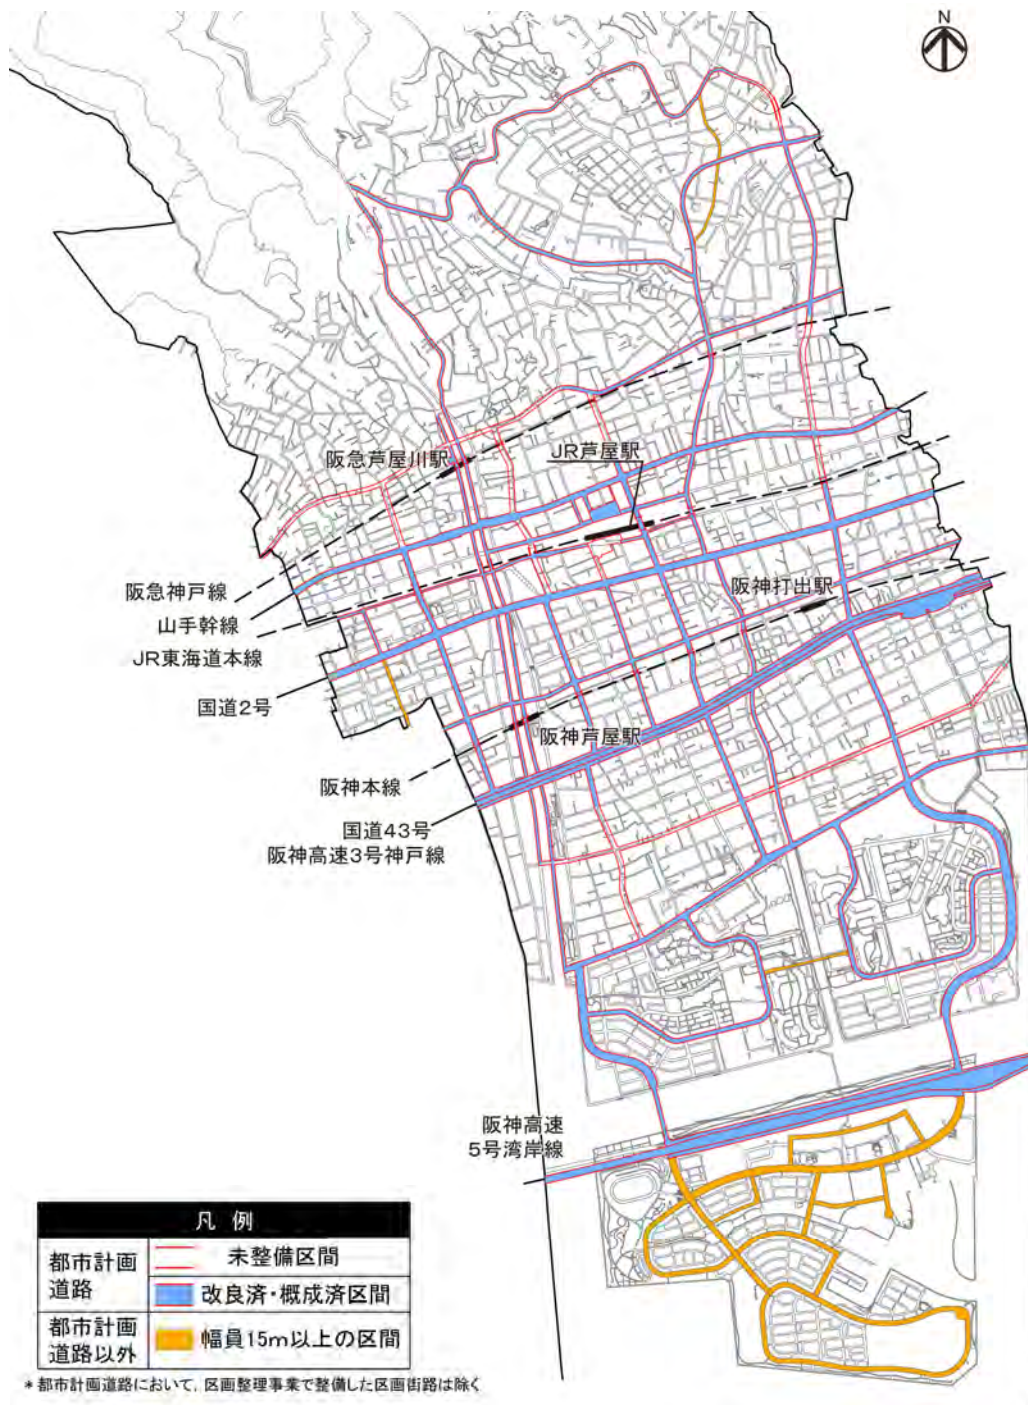 N
阪急芦屋川駅
JR芦屋駅
阪急神戸線
山手幹線
JR東海道本線
国道2号
阪神打出駅
阪神芦屋駅
阪神本線
国道43号
阪神高速3号神戸線
阪神高速
5号湾岸線
凡 例
都市計画
道路
未整備区間
改良済・概成済区間
都市計画
道路以外
幅員15m以上の区間
*都市計画道路において，区画整理事業で整備した区画街路は除く